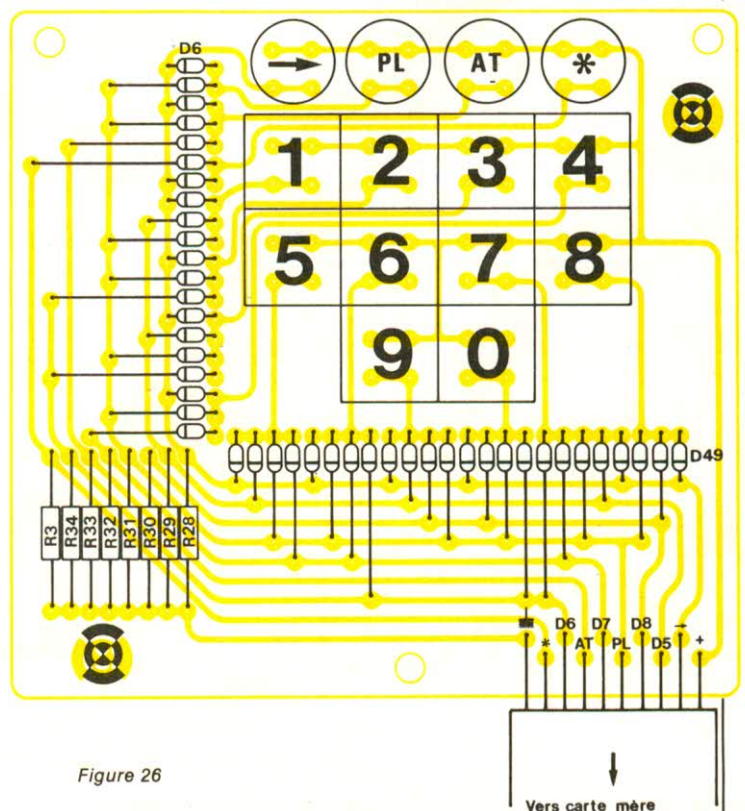 D6
→ PL AT *
1 2 3 4
5 6 7 8
9 0
D49
R3 R34 R33 R32 R31 R30 R29 R28
D6 D7 D8 →
* AT PL D5 +
Figure 26
Vers carte mère